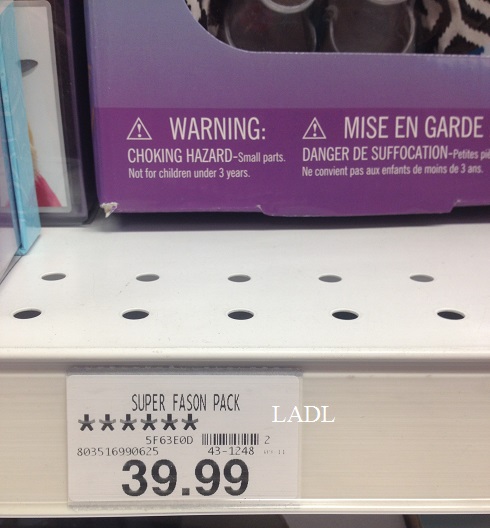 WARNING:
CHOKING HAZARD-Small parts.
Not for children under 3 years.
MISE EN GARDE
DANGER DE SUFFOCATION-Petites
Ne convient pas aux enfants de moins de 3 ans.
SUPER FASON PACK
******
LADL
5F63E0D 2
803516990625 43-1248
39.99